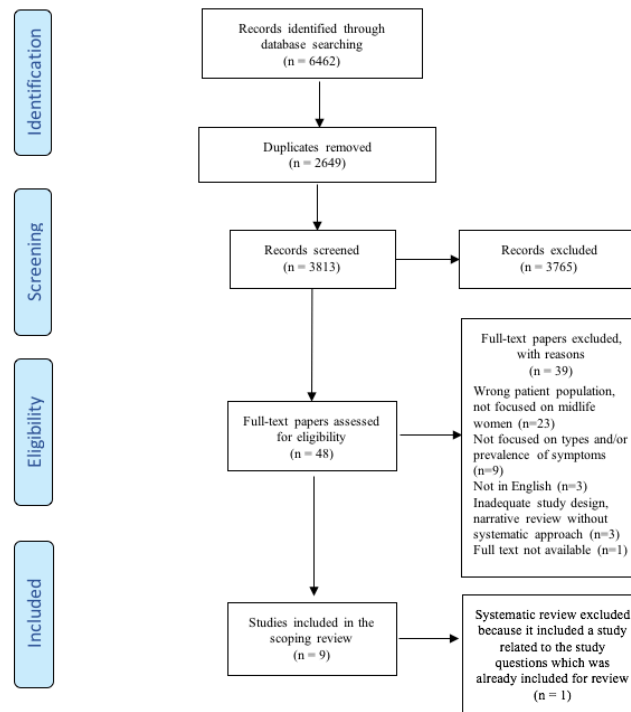 Identification
Records identified through
database searching
(n = 6462)
Duplicates removed
(n = 2649)
Screening
Records screened
(n = 3813)
Records excluded
(n = 3765)
Eligibility
Full-text papers assessed
for eligibility
(n = 48)
Full-text papers excluded,
with reasons
(n = 39)
Wrong patient population,
not focused on midlife
women (n=23)
Not focused on types and/or
prevalence of symptoms
(n=9)
Not in English (n=3)
Inadequate study design,
narrative review without
systematic approach (n=3)
Full text not available (n=1)
Included
Studies included in the
scoping review
(n = 9)
Systematic review excluded
because it included a study
related to the study
questions which was
already included for review
(n = 1)